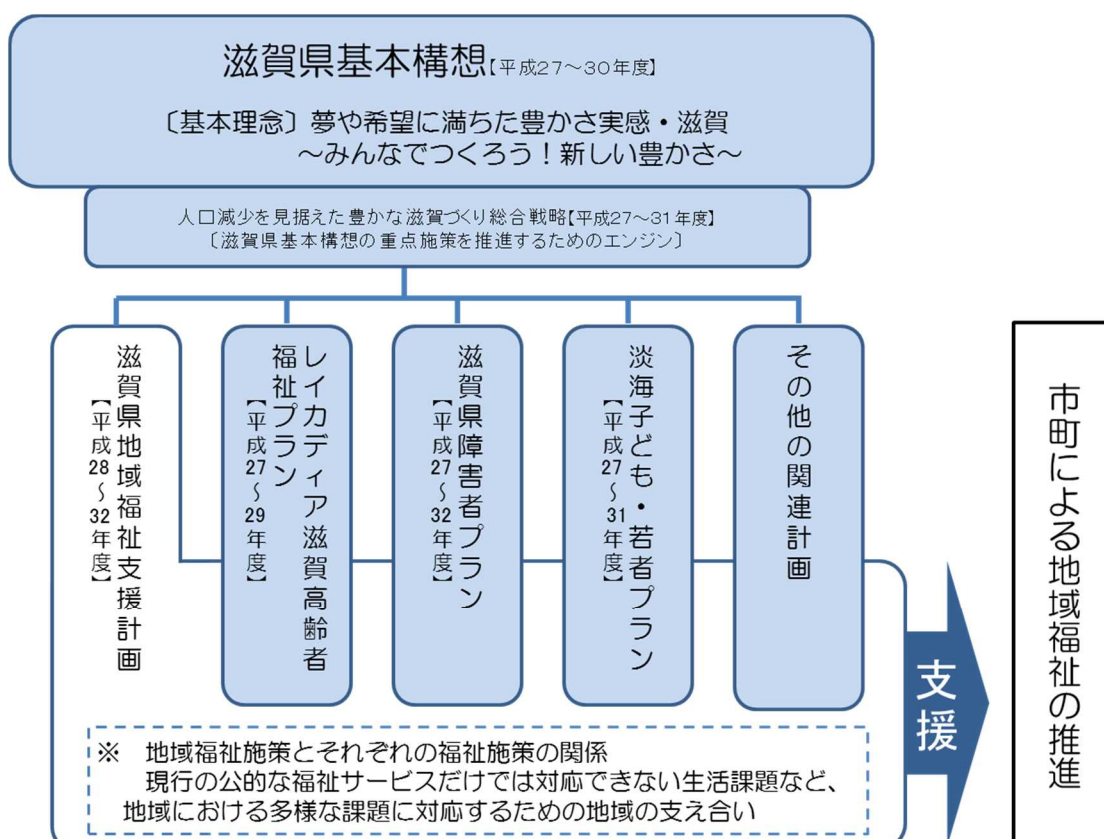 滋賀県基本構想【平成27～30年度】
〔基本理念〕夢や希望に満ちた豊かさ実感・滋賀
～みんなでつくろう！新しい豊かさ～
人口減少を見据えた豊かな滋賀づくり総合戦略【平成27～31年度】
〔滋賀県基本構想の重点施策を推進するためのエンジン〕
滋賀県地域福祉支援計画
【平成28～32年度】
レイカディア滋賀高齢者
福祉プラン
【平成27～29年度】
滋賀県障害者プラン
【平成27～32年度】
淡海子ども・若者プラン
【平成27～31年度】
その他の関連計画
※　地域福祉施策とそれぞれの福祉施策の関係
現行の公的な福祉サービスだけでは対応できない生活課題など、
地域における多様な課題に対応するための地域の支え合い
支援
市町による地域福祉の推進